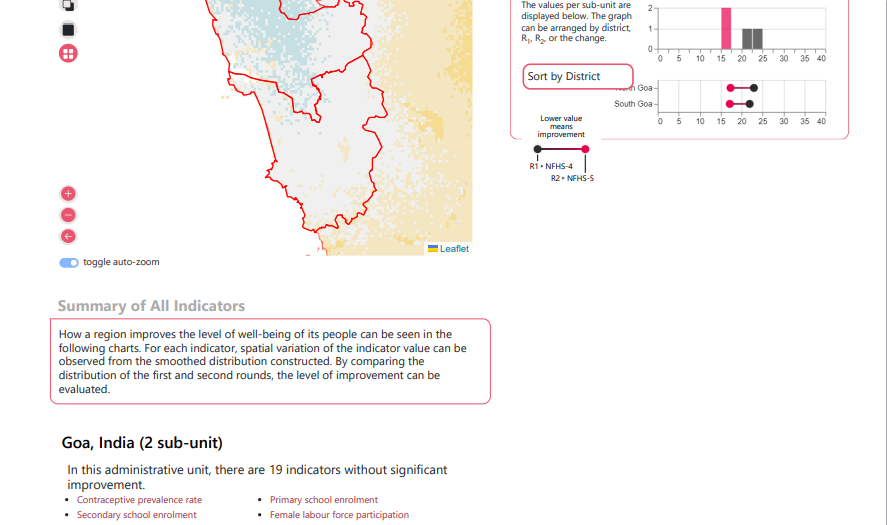 The values per sub-unit are
displayed below. The graph
can be arranged by district,
R1, R2, or the change.
2
1
0
0 5 10 15 20 25 30 35 40
Sort by District
Goa
South Goa
0 5 10 15 20 25 30 35 40
Lower value
means
improvement
R1 ‣ NFHS-4
R2 ‣ NFHS-5
+
−
←
Leaflet
toggle auto-zoom
Summary of All Indicators
How a region improves the level of well-being of its people can be seen in the
following charts. For each indicator, spatial variation of the indicator value can be
observed from the smoothed distribution constructed. By comparing the
distribution of the first and second rounds, the level of improvement can be
evaluated.
Goa, India (2 sub-unit)
In this administrative unit, there are 19 indicators without significant
improvement.
• Contraceptive prevalence rate • Primary school enrolment
• Secondary school enrolment • Female labour force participation